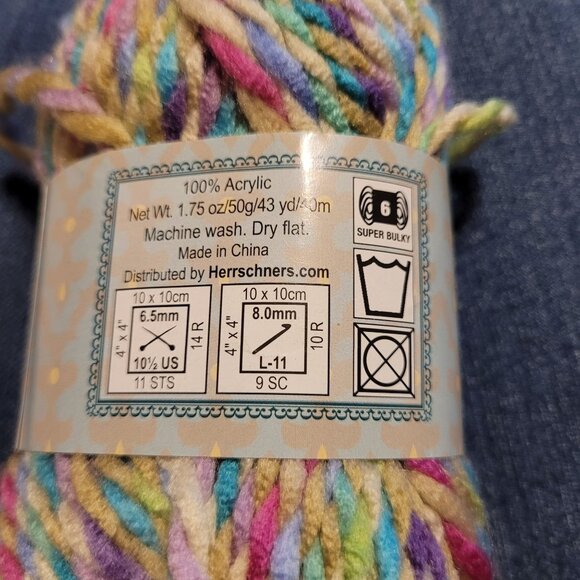 100% Acrylic
Net Wt. 1.75 oz/50g/43 yd/40m
Machine wash. Dry flat.
Made in China
Distributed by Herrschners.com
6
SUPER BULKY
10 x 10cm
4" x 4"
6.5mm
10½ US
14 R
11 STS
10 x 10cm
4" x 4"
8.0mm
L-11
10 R
9 SC